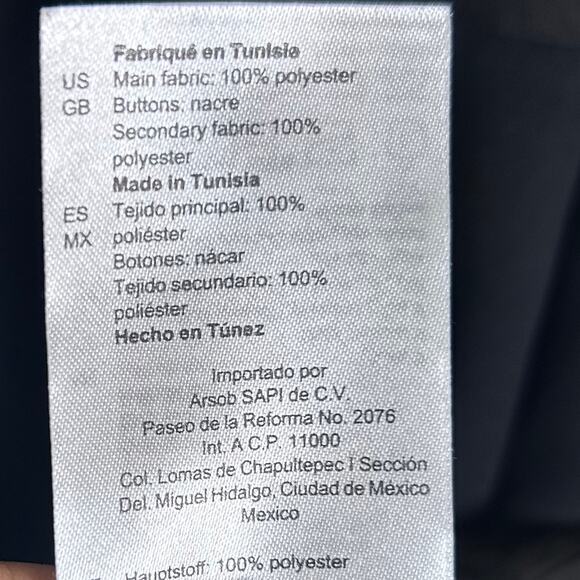 Fabriqué en Tunisie
US Main fabric: 100% polyester
GB Buttons: nacre
Secondary fabric: 100%
polyester
Made in Tunisia
ES Tejido principal: 100%
MX poliéster
Botones: nácar
Tejido secundario: 100%
poliéster
Hecho en Túnez
Importado por
Arsob SAPI de C.V.
Paseo de la Reforma No. 2076
Int. A C.P. 11000
Col. Lomas de Chapultepec I Sección
Del. Miguel Hidalgo, Ciudad de México
Mexico
Hauptstoff: 100% polyester